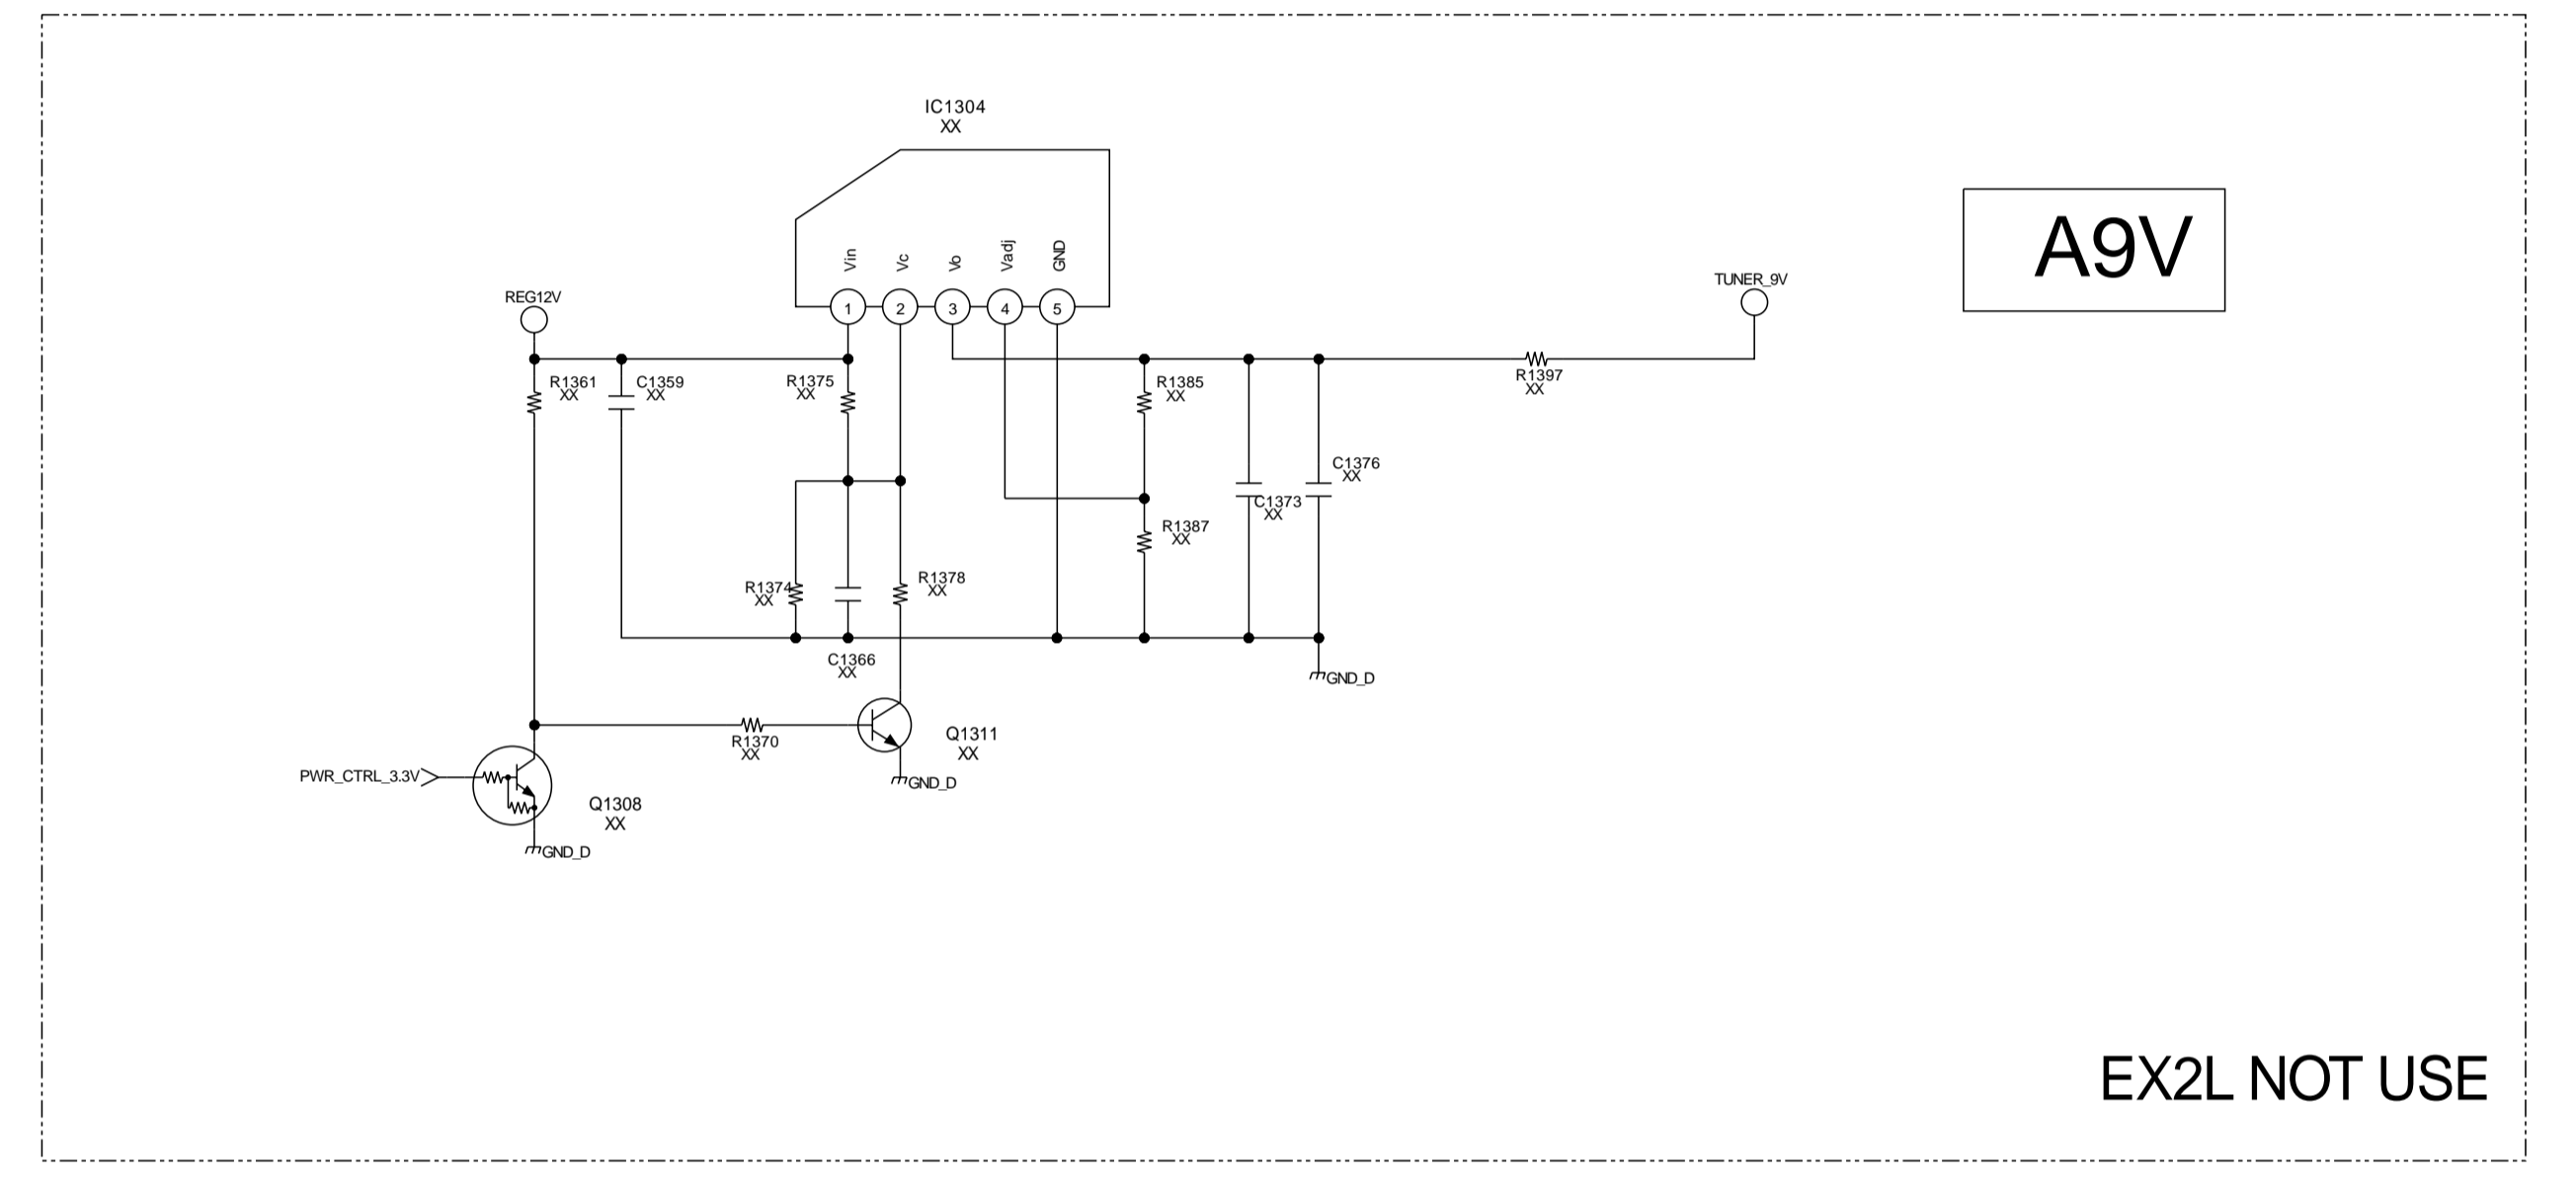 IC1304
XX
A9V
Vin
Vc
Vo
Vadj
GND
REG12V
TUNER_9V
1
2
3
4
5
R1361
XX
C1359
XX
R1375
XX
R1385
XX
R1397
XX
C1376
XX
C1373
XX
R1387
XX
R1374
XX
R1378
XX
C1366
XX
GND_D
R1370
XX
Q1311
XX
GND_D
PWR_CTRL_3.3V
Q1308
XX
GND_D
EX2L NOT USE